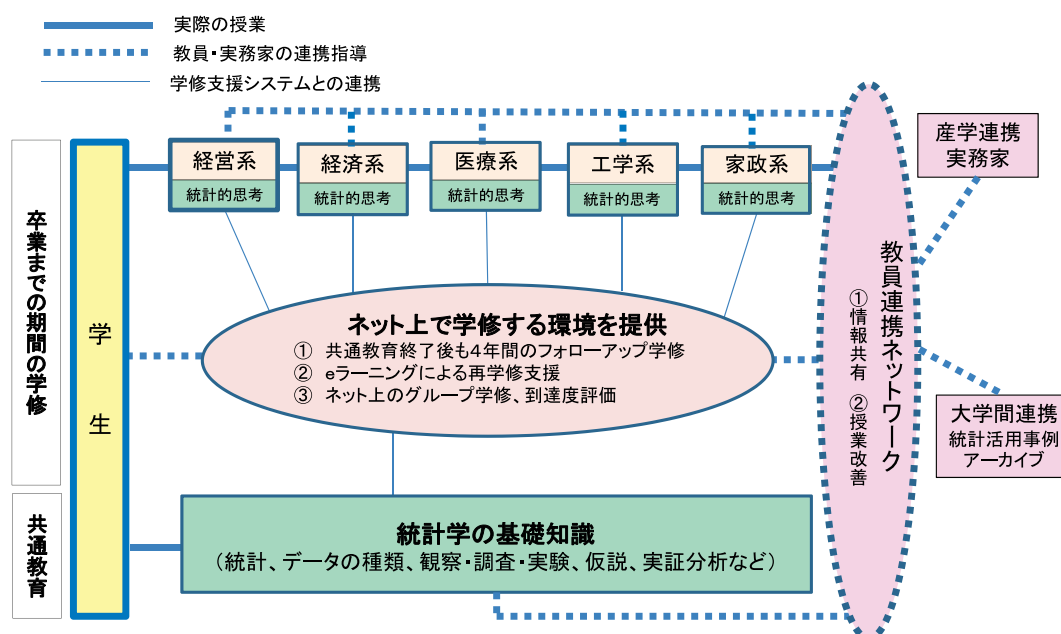 実際の授業
教員・実務家の連携指導
学修支援システムとの連携
卒業までの期間の学修
共通教育
学生
経営系
統計的思考
経済系
統計的思考
医療系
統計的思考
工学系
統計的思考
家政系
統計的思考
ネット上で学修する環境を提供
① 共通教育終了後も4年間のフォローアップ学修
② eラーニングによる再学修支援
③ ネット上のグループ学修、到達度評価
統計学の基礎知識
(統計、データの種類、観察・調査・実験、仮説、実証分析など)
教員連携ネットワーク
①情報共有 ②授業改善
産学連携
実務家
大学間連携
統計活用事例
アーカイブ